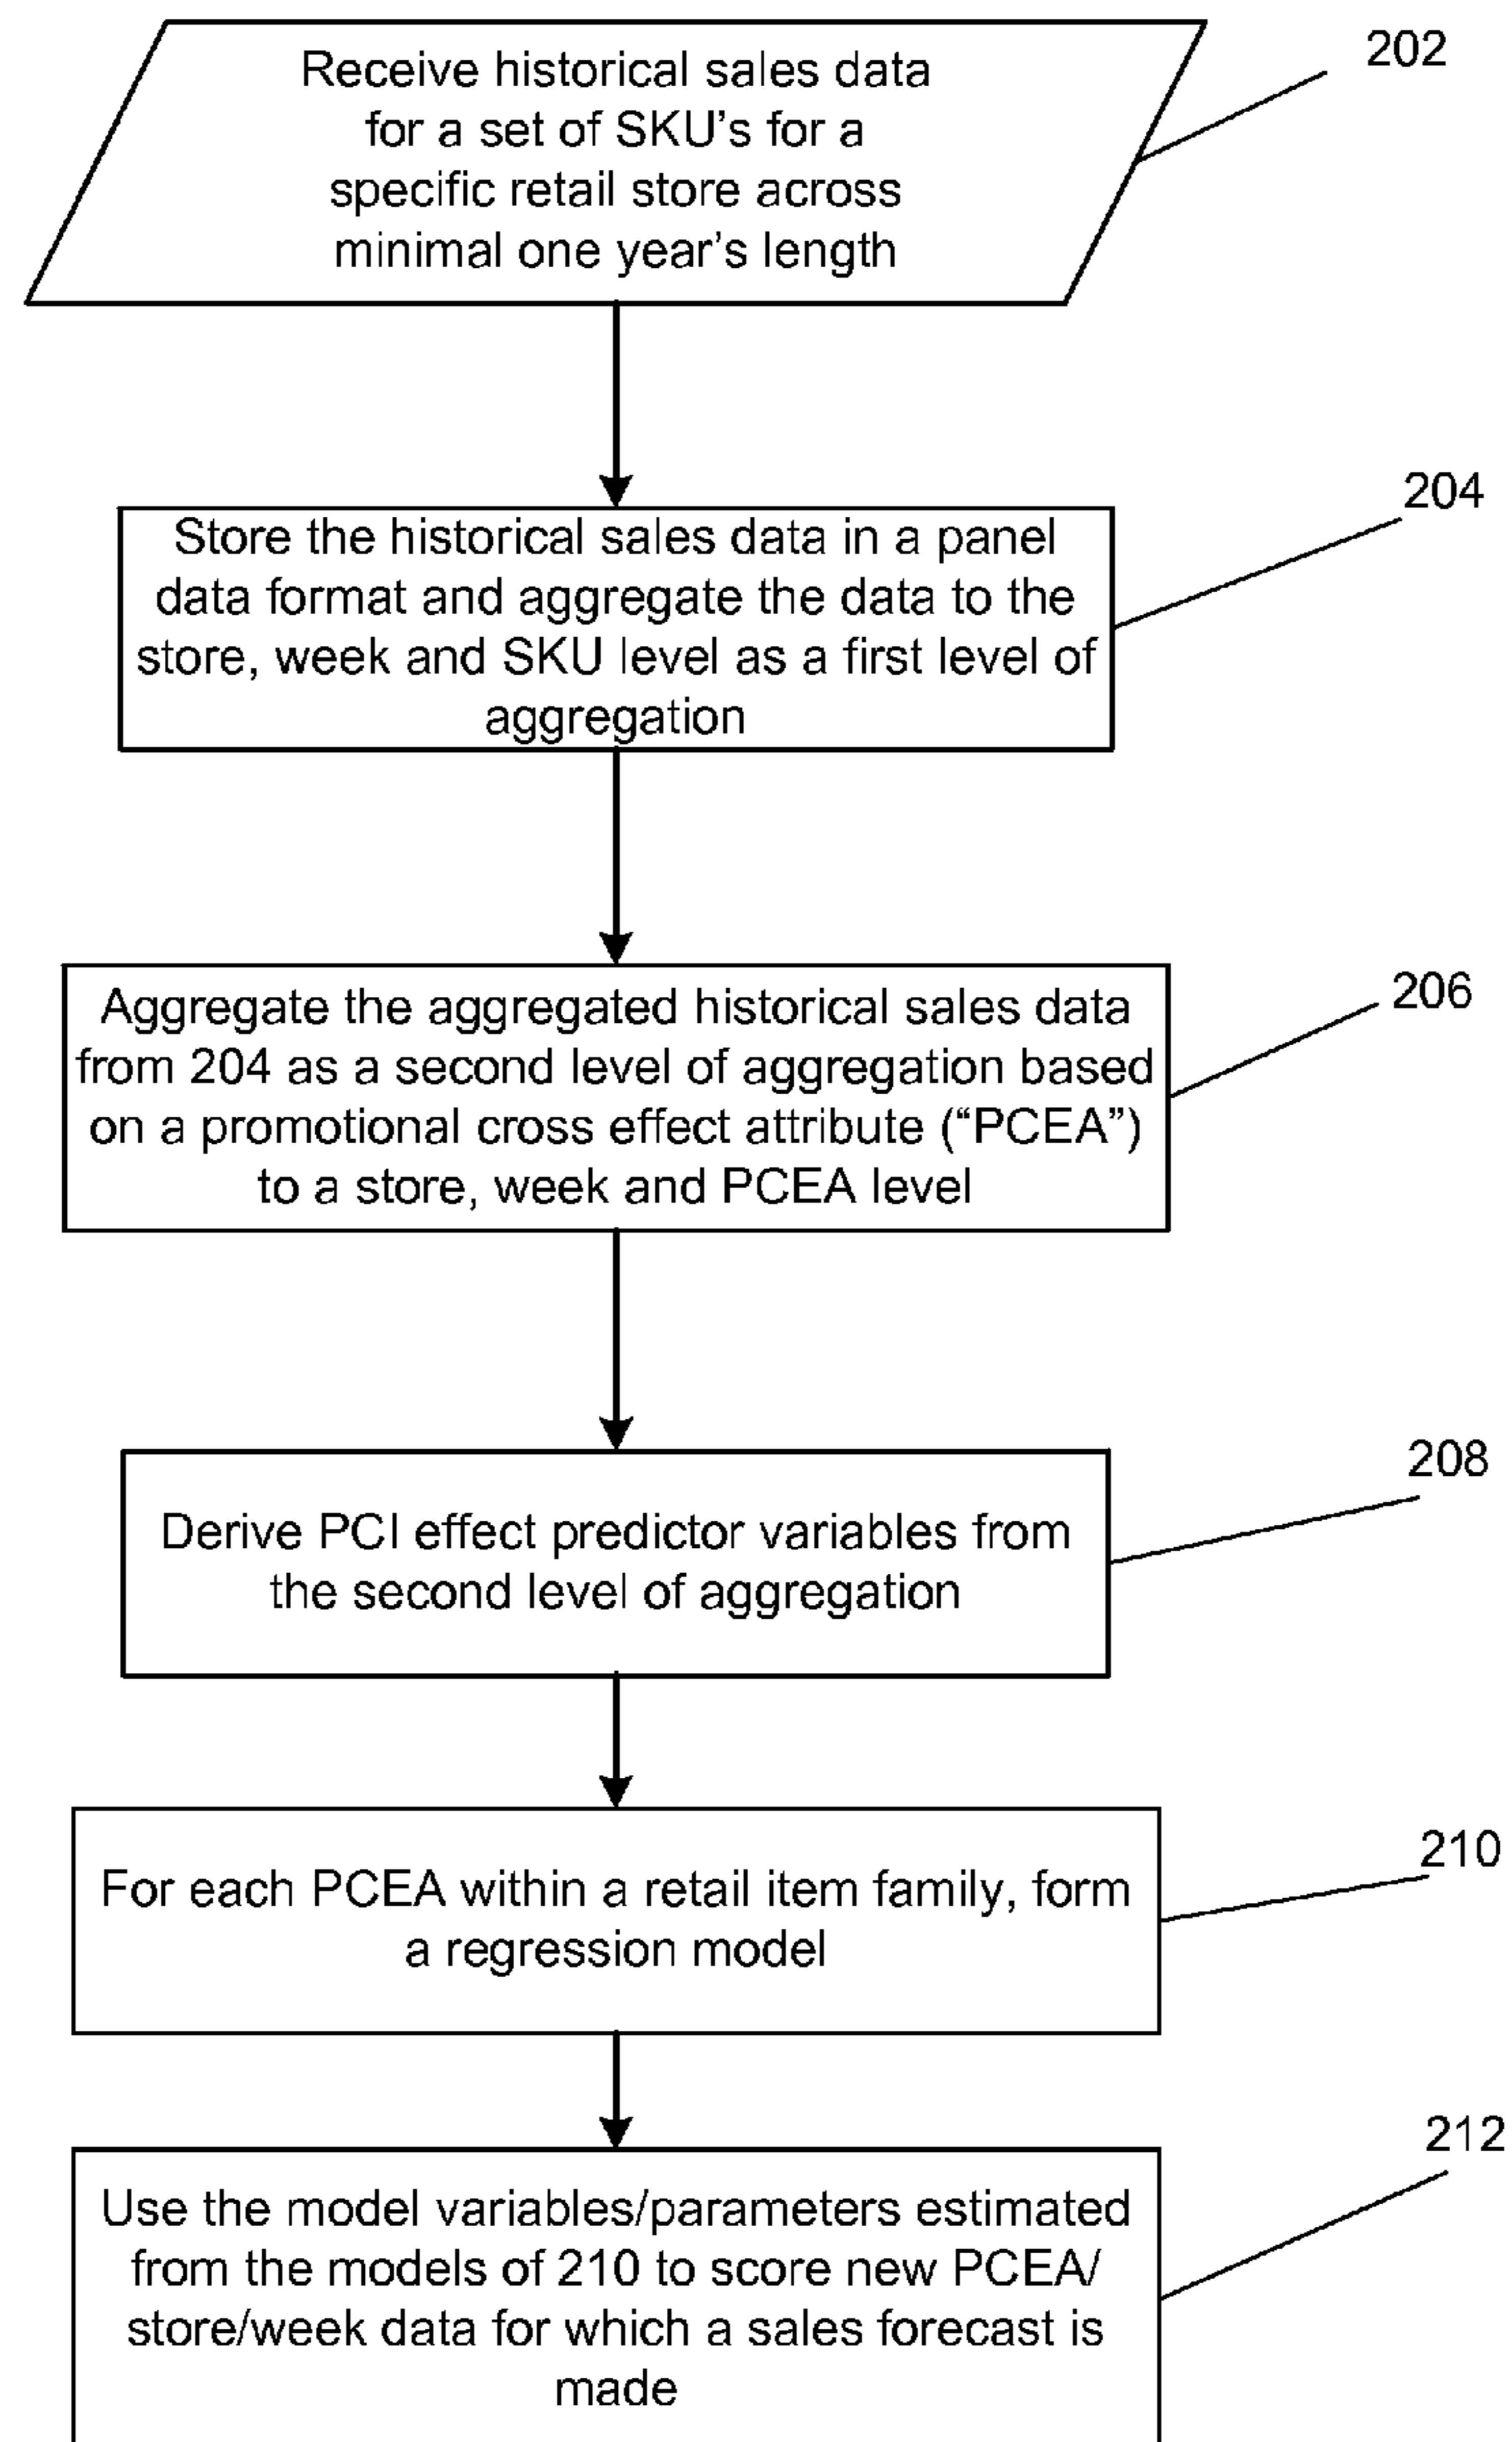 Receive historical sales data
for a set of SKU's for a
specific retail store across
minimal one year's length
202
Store the historical sales data in a panel
data format and aggregate the data to the
store, week and SKU level as a first level of
aggregation
204
Aggregate the aggregated historical sales data
from 204 as a second level of aggregation based
on a promotional cross effect attribute (“PCEA”)
to a store, week and PCEA level
206
Derive PCI effect predictor variables from
the second level of aggregation
208
For each PCEA within a retail item family, form
a regression model
210
Use the model variables/parameters estimated
from the models of 210 to score new PCEA/
store/week data for which a sales forecast is
made
212